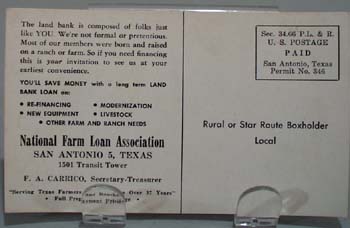 The land bank is composed of folks just
like YOU. We're not formal or pretentious.
Most of our members were born and raised
on a ranch or farm. So if you need financing
this is your invitation to see us at your
earliest convenience.
YOU'LL SAVE MONEY with a long term LAND
BANK LOAN on:
• RE-FINANCING • MODERNIZATION
• NEW EQUIPMENT • LIVESTOCK
• OTHER FARM AND RANCH NEEDS
National Farm Loan Association
SAN ANTONIO 5, TEXAS
1501 Transit Tower
F. A. CARRICO, Secretary-Treasurer
"Serving Texas Farmers and Ranchers Over 37 Years"
• Full Prepayment Privileges •
Sec. 34.66 P. L. & R.
U. S. POSTAGE
PAID
San Antonio, Texas
Permit No. 346
Rural or Star Route Boxholder
Local